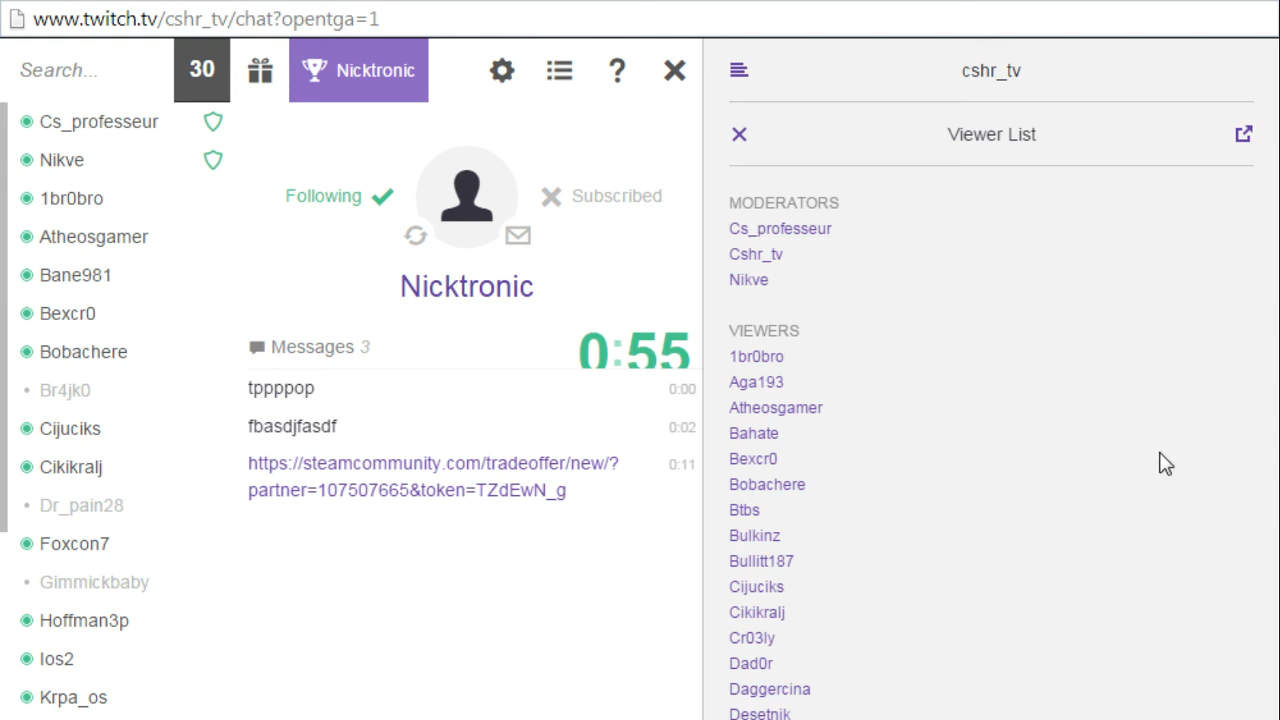 www.twitch.tv/cshr_tv/chat?opentga=1
Search...
30
Nicktronic
?
Cs_professeur
Nikve
1br0bro
Atheosgamer
Bane981
Bexcr0
Bobachere
Br4jk0
Cijuciks
Cikikralj
Dr_pain28
Foxcon7
Gimmickbaby
Hoffman3p
Ios2
Krpa_os
Following
Subscribed
Nicktronic
Messages 3
0:55
tppppop 0:00
fbasdjfasdf 0:02
https://steamcommunity.com/tradeoffer/new/? 0:11
partner=107507665&token=TZdEwN_g
cshr_tv
Viewer List
MODERATORS
Cs_professeur
Cshr_tv
Nikve
VIEWERS
1br0bro
Aga193
Atheosgamer
Bahate
Bexcr0
Bobachere
Btbs
Bulkinz
Bullitt187
Cijuciks
Cikikralj
Cr03ly
Dad0r
Daggercina
Desetnik